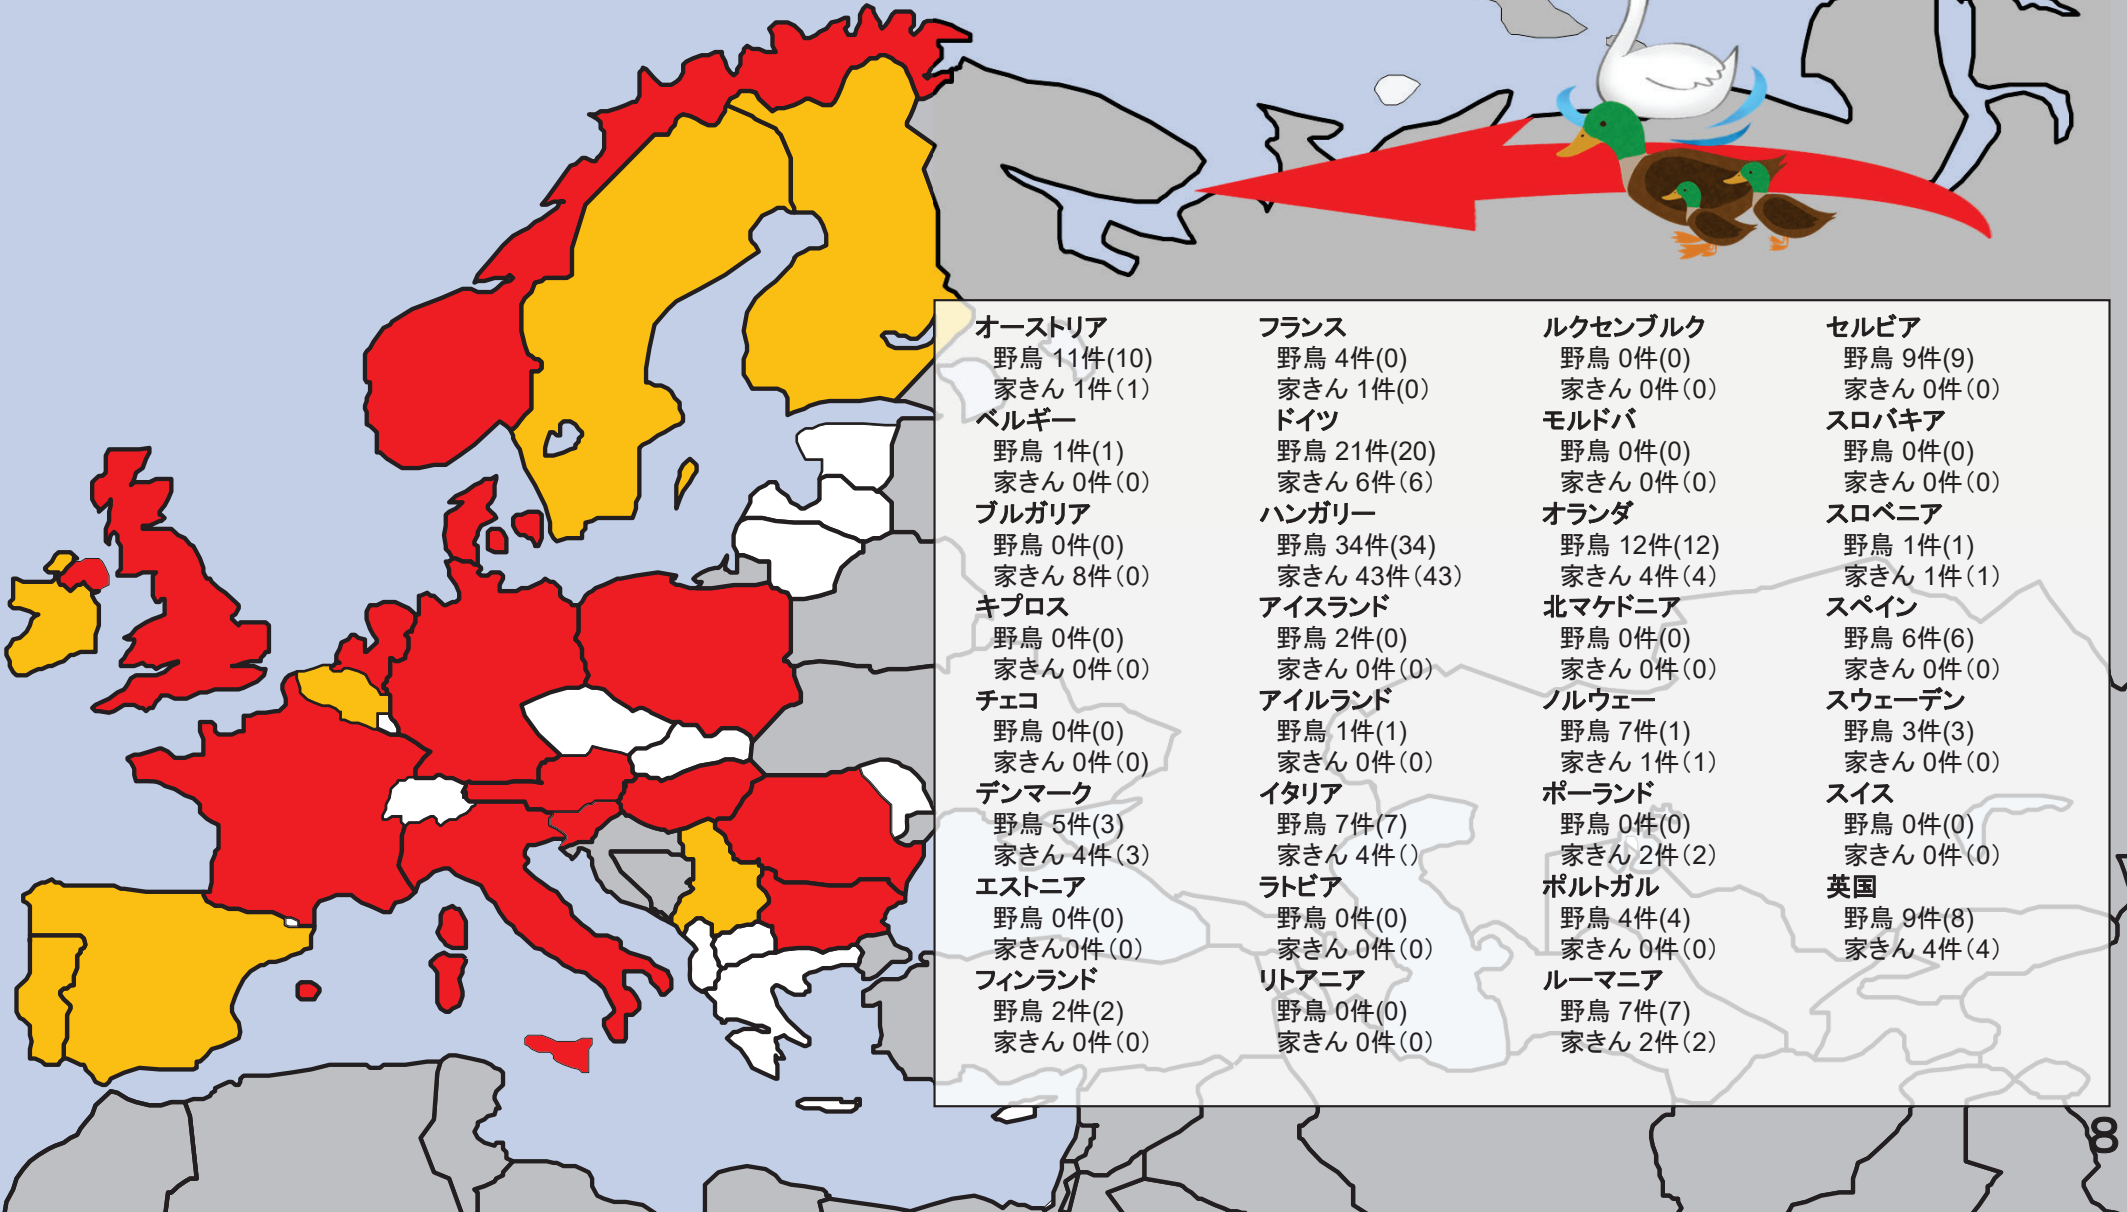 オーストリア
野鳥 11件(10)
家きん 1件（1）
ベルギー
野鳥 1件(1)
家きん 0件（0）
ブルガリア
野鳥 0件(0)
家きん 8件（0）
キプロス
野鳥 0件(0)
家きん 0件（0）
チェコ
野鳥 0件(0)
家きん 0件（0）
デンマーク
野鳥 5件(3)
家きん 4件（3）
エストニア
野鳥 0件(0)
家きん0件（0）
フィンランド
野鳥 2件(2)
家きん 0件（0）
フランス
野鳥 4件(0)
家きん 1件(0）
ドイツ
野鳥 21件(20)
家きん 6件（6）
ハンガリー
野鳥 34件(34)
家きん 43件（43）
アイスランド
野鳥 2件(0)
家きん 0件（0）
アイルランド
野鳥 1件(1)
家きん 0件（0）
イタリア
野鳥 7件(7)
家きん 4件（）
ラトビア
野鳥 0件(0)
家きん 0件（0）
リトアニア
野鳥 0件(0)
家きん 0件（0）
ルクセンブルク
野鳥 0件(0)
家きん 0件（0）
モルドバ
野鳥 0件(0)
家きん 0件（0）
オランダ
野鳥 12件(12)
家きん 4件（4）
北マケドニア
野鳥 0件(0)
家きん 0件（0）
ノルウェー
野鳥 7件(1)
家きん 1件（1）
ポーランド
野鳥 0件(0)
家きん 2件（2）
ポルトガル
野鳥 4件(4)
家きん 0件（0）
ルーマニア
野鳥 7件(7)
家きん 2件（2）
セルビア
野鳥 9件(9)
家きん 0件（0）
スロバキア
野鳥 0件(0)
家きん 0件（0）
スロベニア
野鳥 1件(1)
家きん 1件（1）
スペイン
野鳥 6件(6)
家きん 0件（0）
スウェーデン
野鳥 3件(3)
家きん 0件（0）
スイス
野鳥 0件(0)
家きん 0件（0）
英国
野鳥 9件(8)
家きん 4件（4）
8